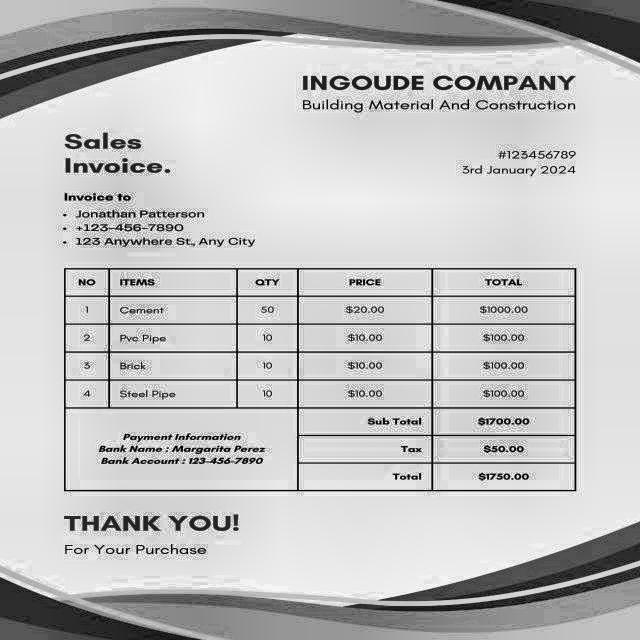 INGOUDE COMPANY
Building Material And Construction
Sales
Invoice.
#123456789
3rd January 2024
Invoice to
• Jonathan Patterson
• +123-456-7890
• 123 Anywhere St., Any City
NO ITEMS QTY PRICE TOTAL
1 Cement 50 $20.00 $1000.00
2 Pvc Pipe 10 $10.00 $100.00
3 Brick 10 $10.00 $100.00
4 Steel Pipe 10 $10.00 $100.00
Sub Total $1700.00
Tax $50.00
Total $1750.00
Payment Information
Bank Name : Margarita Perez
Bank Account : 123-456-7890
THANK YOU!
For Your Purchase